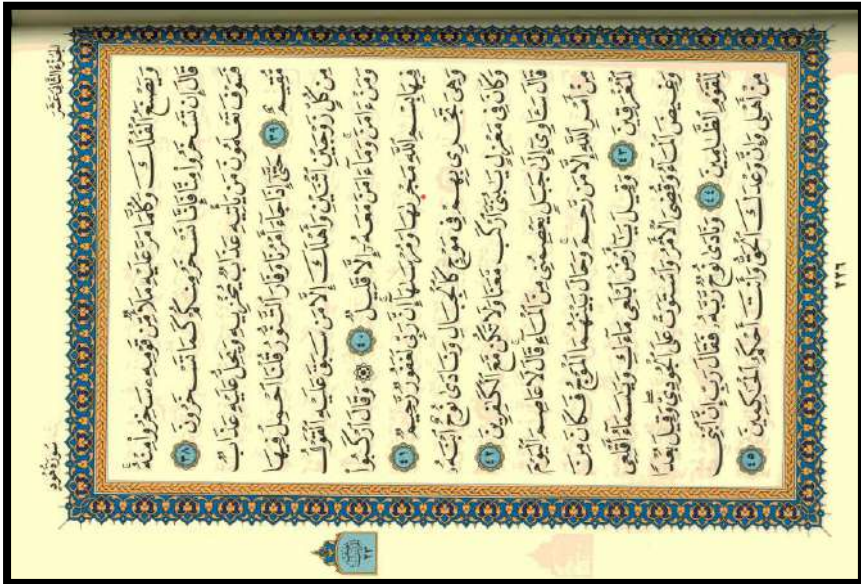 الجزء الثاني عشر
سورة هود
وَيَصْنَعُ ٱلْفُلْكَ وَكُلَّمَا مَرَّ عَلَيْهِ مَلَأٌ مِّن قَوْمِهِۦ سَخِرُوا۟ مِنْهُ ۚ
قَالَ إِن تَسْخَرُوا۟ مِنَّا فَإِنَّا نَسْخَرُ مِنكُمْ كَمَا تَسْخَرُونَ ٣٨
فَسَوْفَ تَعْلَمُونَ مَن يَأْتِيهِ عَذَابٌ يُخْزِيهِ وَيَحِلُّ عَلَيْهِ عَذَابٌ
مُّقِيمٌ ٣٩ حَتَّىٰٓ إِذَا جَآءَ أَمْرُنَا وَفَارَ ٱلتَّنُّورُ قُلْنَا ٱحْمِلْ فِيهَا
مِن كُلٍّ زَوْجَيْنِ ٱثْنَيْنِ وَأَهْلَكَ إِلَّا مَن سَبَقَ عَلَيْهِ ٱلْقَوْلُ
وَمَنْ ءَامَنَ ۚ وَمَآ ءَامَنَ مَعَهُۥٓ إِلَّا قَلِيلٌ ٤٠ ۞ وَقَالَ ٱرْكَبُوا۟
فِيهَا بِسْمِ ٱللَّهِ مَجْر۪ىٰهَا وَمُرْسَىٰهَآ ۚ إِنَّ رَبِّى لَغَفُورٌ رَّحِيمٌ ٤١
وَهِىَ تَجْرِى بِهِمْ فِى مَوْجٍ كَٱلْجِبَالِ وَنَادَىٰ نُوحٌ ٱبْنَهُۥ
وَكَانَ فِى مَعْزِلٍ يَـٰبُنَىَّ ٱرْكَب مَّعَنَا وَلَا تَكُن مَّعَ ٱلْكَـٰفِرِينَ ٤٢
قَالَ سَـَٔاوِىٓ إِلَىٰ جَبَلٍ يَعْصِمُنِى مِنَ ٱلْمَآءِ ۚ قَالَ لَا عَاصِمَ ٱلْيَوْمَ
مِنْ أَمْرِ ٱللَّهِ إِلَّا مَن رَّحِمَ ۚ وَحَالَ بَيْنَهُمَا ٱلْمَوْجُ فَكَانَ مِنَ
ٱلْمُغْرَقِينَ ٤٣ وَقِيلَ يَـٰٓأَرْضُ ٱبْلَعِى مَآءَكِ وَيَـٰسَمَآءُ أَقْلِعِى
وَغِيضَ ٱلْمَآءُ وَقُضِىَ ٱلْأَمْرُ وَٱسْتَوَتْ عَلَى ٱلْجُودِىِّ ۖ وَقِيلَ بُعْدًا
لِّلْقَوْمِ ٱلظَّـٰلِمِينَ ٤٤ وَنَادَىٰ نُوحٌ رَّبَّهُۥ فَقَالَ رَبِّ إِنَّ ٱبْنِى
مِنْ أَهْلِى وَإِنَّ وَعْدَكَ ٱلْحَقُّ وَأَنتَ أَحْكَمُ ٱلْحَـٰكِمِينَ ٤٥
٢٣
٢٢٦